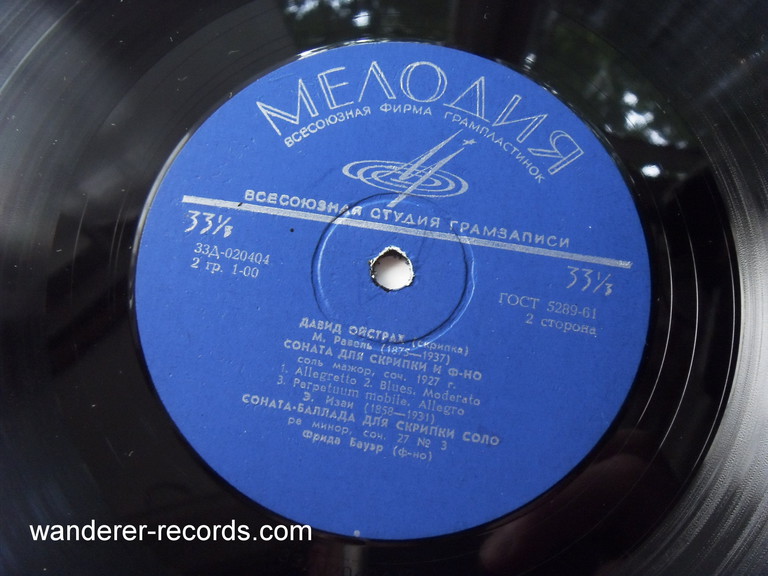 МЕЛОДИЯ
ВСЕСОЮЗНАЯ ФИРМА ГРАМПЛАСТИНОК
ВСЕСОЮЗНАЯ СТУДИЯ ГРАМЗАПИСИ
33⅓
33Д-020404
2 гр. 1-00
33⅓
ГОСТ 5289-61
2 сторона
ДАВИД ОЙСТРАХ (скрипка)
М. Равель (1875—1937)
СОНАТА ДЛЯ СКРИПКИ И Ф-НО
соль мажор, соч. 1927 г.
1. Allegretto 2. Blues. Moderato
3. Perpetuum mobile. Allegro
Э. Изаи (1858—1931)
СОНАТА-БАЛЛАДА ДЛЯ СКРИПКИ СОЛО
ре минор, соч. 27 № 3
Фрида Бауэр (ф-но)
wanderer-records.com